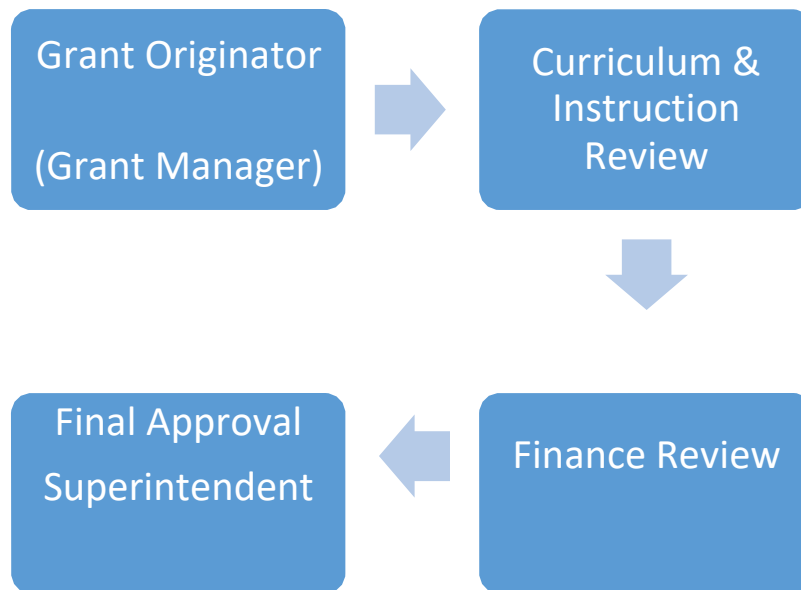 Grant Originator
(Grant Manager)
Curriculum &
Instruction
Review
Finance Review
Final Approval
Superintendent